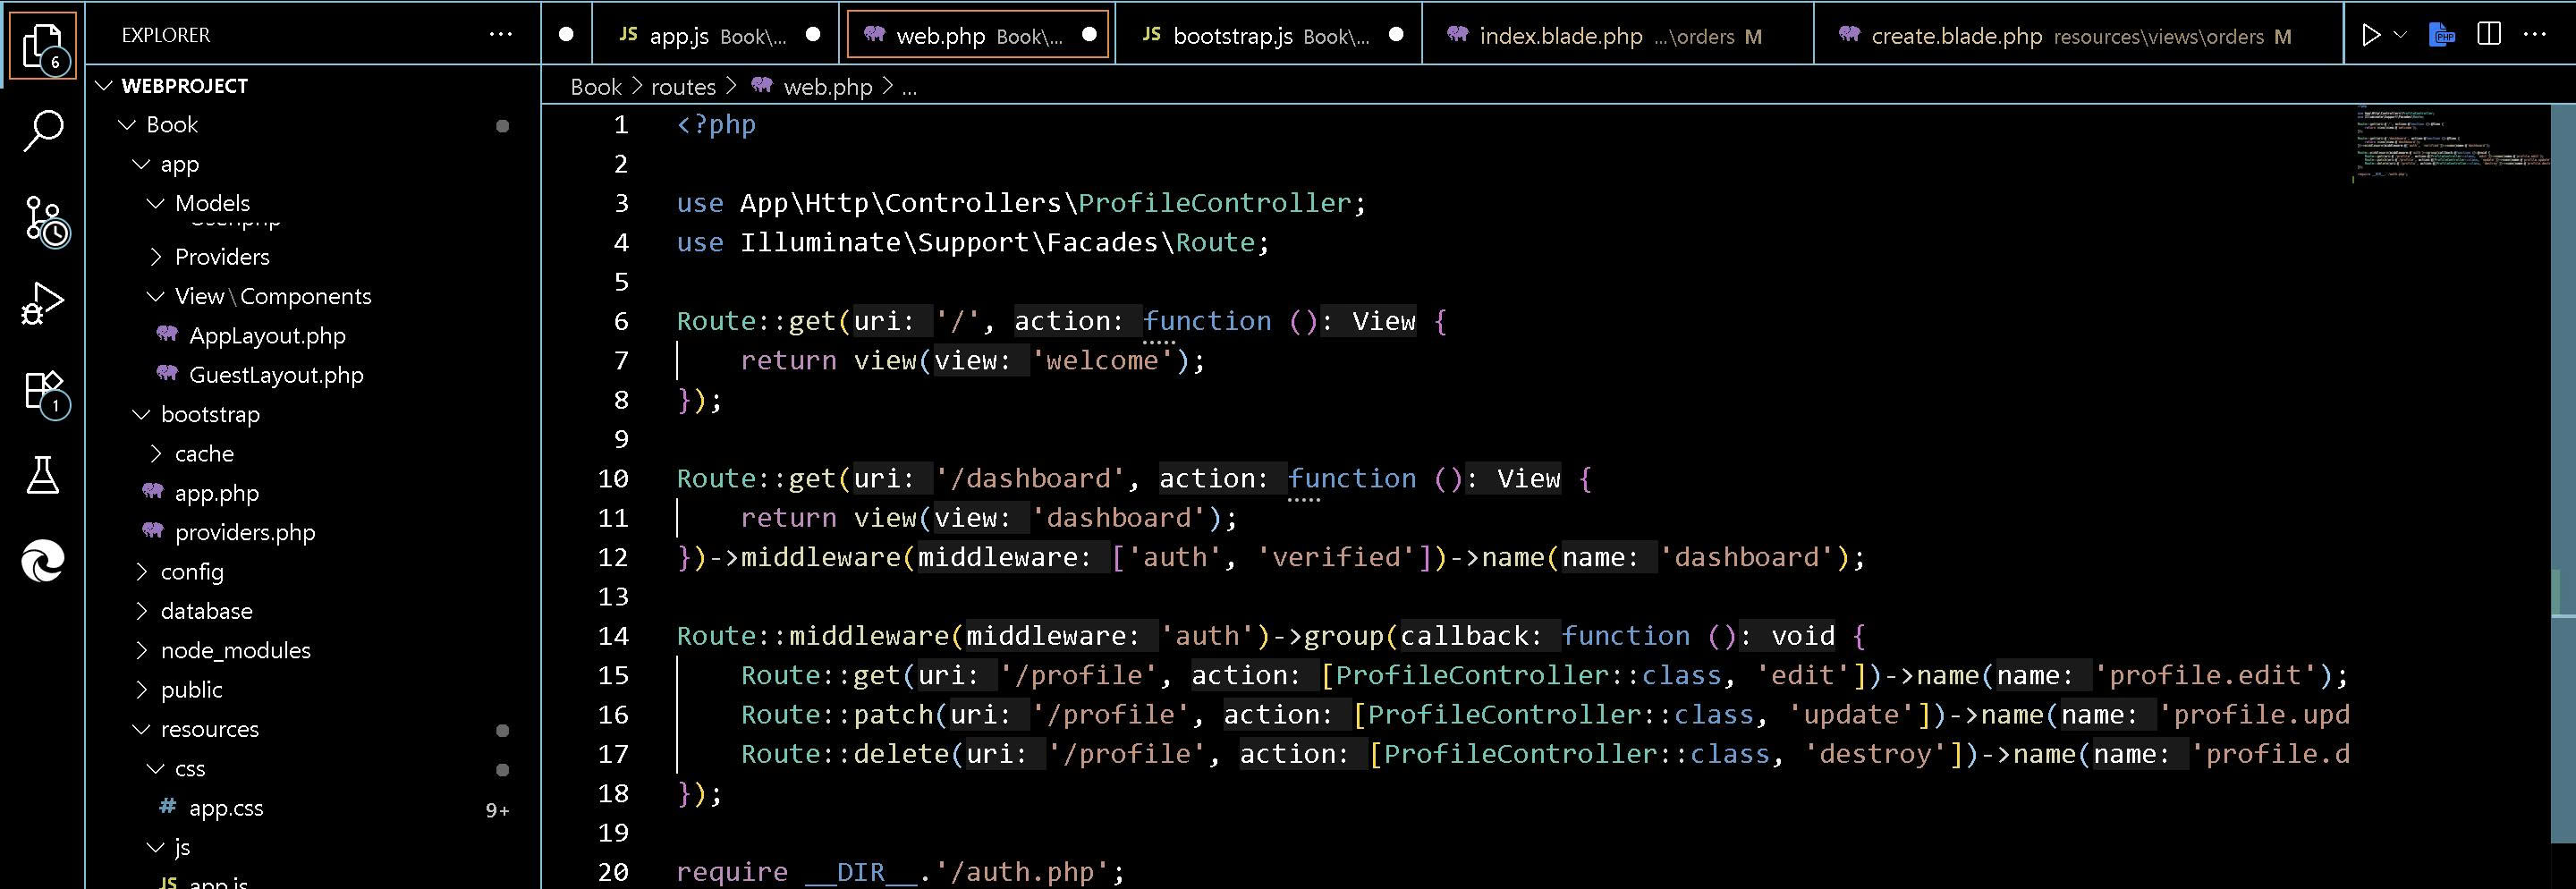 EXPLORER
6
WEBPROJECT
Book
app
Models
User.php
Providers
View\Components
AppLayout.php
GuestLayout.php
bootstrap
cache
app.php
providers.php
config
database
node_modules
public
resources
css
# app.css 9+
js
JS app.js
1
JS app.js Book\...
web.php Book\...
JS bootstrap.js Book\...
index.blade.php ...\orders M
create.blade.php resources\views\orders M
PHP
Book > routes > web.php > ...
1 <?php
2
3 use App\Http\Controllers\ProfileController;
4 use Illuminate\Support\Facades\Route;
5
6 Route::get(uri: '/', action: function (): View {
7 return view(view: 'welcome');
8 });
9
10 Route::get(uri: '/dashboard', action: function (): View {
11 return view(view: 'dashboard');
12 })->middleware(middleware: ['auth', 'verified'])->name(name: 'dashboard');
13
14 Route::middleware(middleware: 'auth')->group(callback: function (): void {
15 Route::get(uri: '/profile', action: [ProfileController::class, 'edit'])->name(name: 'profile.edit');
16 Route::patch(uri: '/profile', action: [ProfileController::class, 'update'])->name(name: 'profile.upd
17 Route::delete(uri: '/profile', action: [ProfileController::class, 'destroy'])->name(name: 'profile.d
18 });
19
20 require __DIR__.'/auth.php';